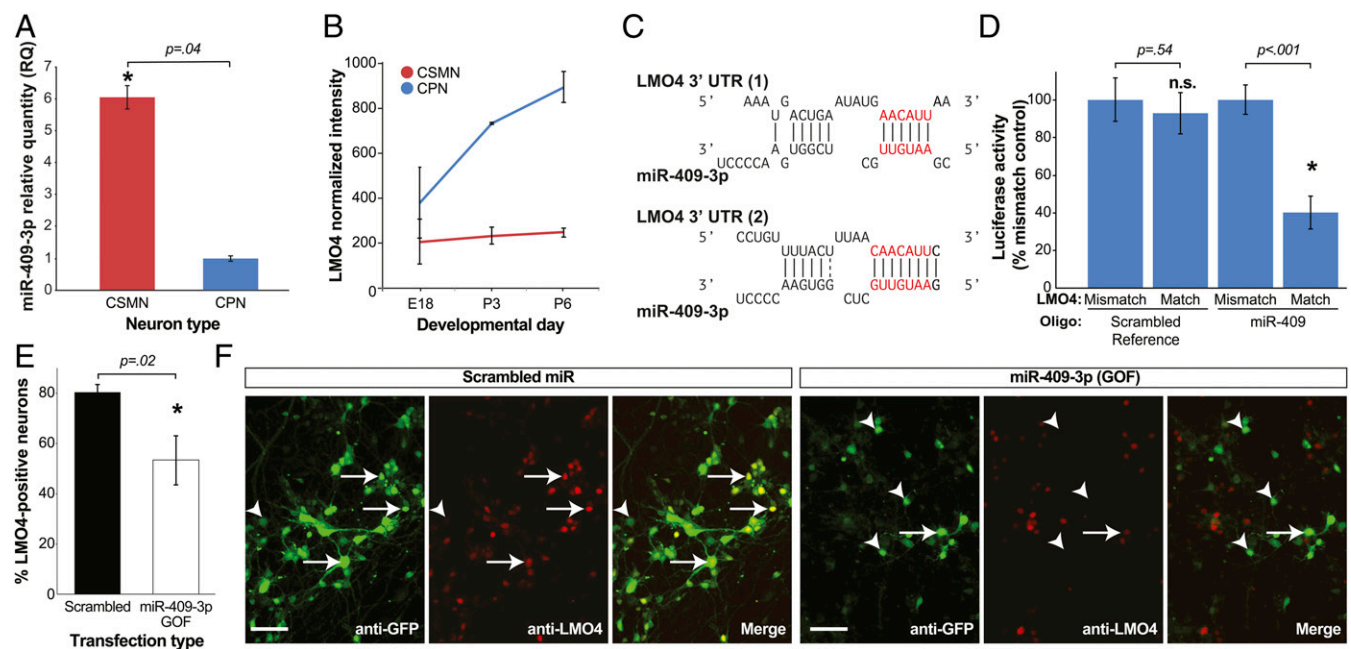 A
miR-409-3p relative quantity (RQ)
p=.04
*
7
6
5
4
3
2
1
0
CSMN
CPN
Neuron type
B
LMO4 normalized intensity
CSMN
CPN
1000
800
600
400
200
0
E18
P3
P6
Developmental day
C
LMO4 3' UTR (1)
5' AAA G AUAUG AA 3'
U ACUGA AACAUU
3' A UGGCU UUGUAA 5'
UCCCCA G CG GC
miR-409-3p
LMO4 3' UTR (2)
5' CCUGU UUAA 3'
UUUACU CAACAUUC
3' AAGUGG GUUGUAAG 5'
UCCCC CUC
miR-409-3p
D
Luciferase activity
(% mismatch control)
p=.54
p<.001
n.s.
*
100
80
60
40
20
0
LMO4: Mismatch Match Mismatch Match
Oligo: Scrambled Reference miR-409
E
% LMO4-positive neurons
p=.02
*
80
60
40
20
0
Scrambled
miR-409-3p
GOF
Transfection type
F
Scrambled miR
miR-409-3p (GOF)
anti-GFP
anti-LMO4
Merge
anti-GFP
anti-LMO4
Merge